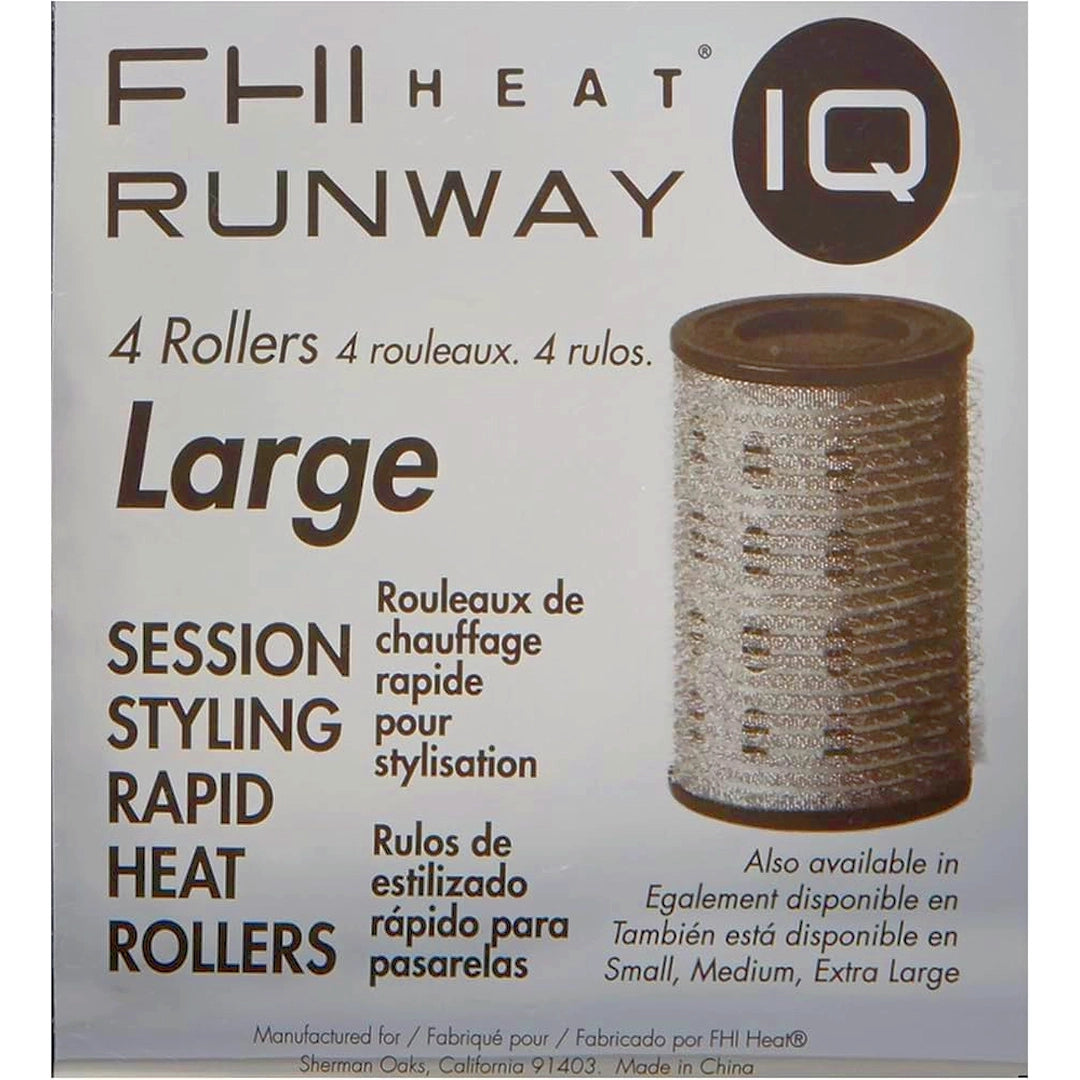 FHI HEAT®
RUNWAY
IQ
4 Rollers 4 rouleaux. 4 rulos.
Large
SESSION
STYLING
RAPID
HEAT
ROLLERS
Rouleaux de
chauffage
rapide
pour
stylisation
Rulos de
estilizado
rápido para
pasarelas
Also available in
Egalement disponible en
También está disponible en
Small, Medium, Extra Large
Manufactured for / Fabriqué pour / Fabricado por FHI Heat®
Sherman Oaks, California 91403. Made in China